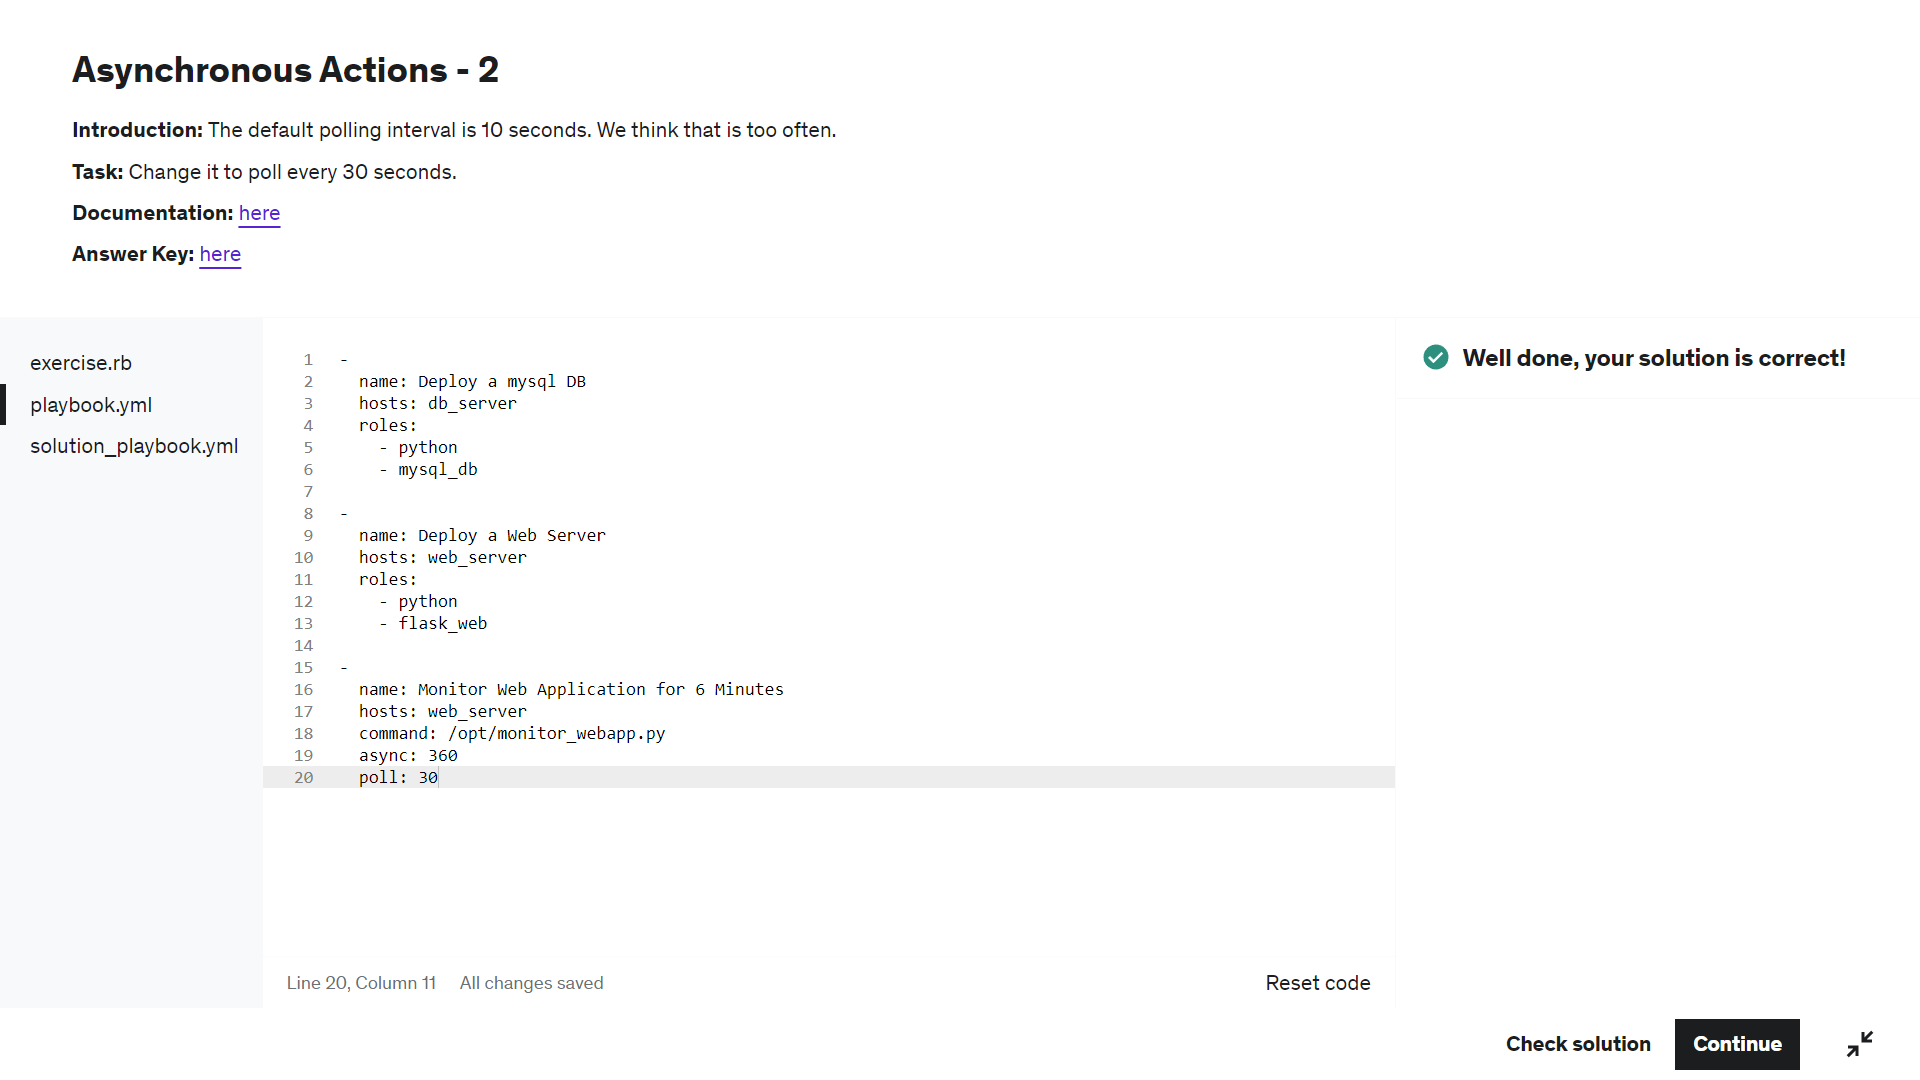 Asynchronous Actions - 2
Introduction: The default polling interval is 10 seconds. We think that is too often.
Task: Change it to poll every 30 seconds.
Documentation: here
Answer Key: here
exercise.rb
playbook.yml
solution_playbook.yml
1 -
2 name: Deploy a mysql DB
3 hosts: db_server
4 roles:
5 - python
6 - mysql_db
7
8 -
9 name: Deploy a Web Server
10 hosts: web_server
11 roles:
12 - python
13 - flask_web
14
15 -
16 name: Monitor Web Application for 6 Minutes
17 hosts: web_server
18 command: /opt/monitor_webapp.py
19 async: 360
20 poll: 30
Well done, your solution is correct!
Line 20, Column 11 All changes saved Reset code
Check solution Continue